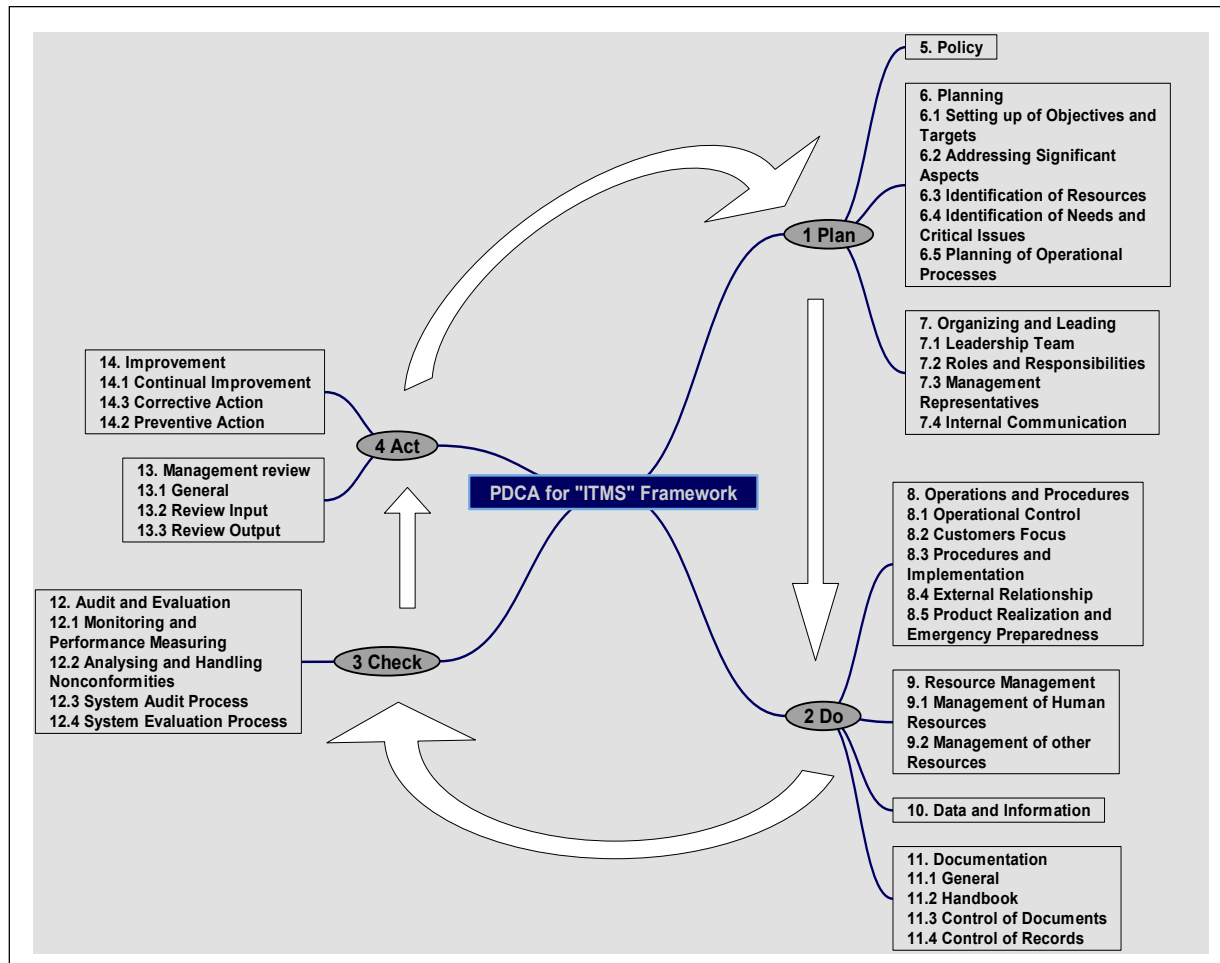 5. Policy
6. Planning
6.1 Setting up of Objectives and
Targets
6.2 Addressing Significant
Aspects
6.3 Identification of Resources
6.4 Identification of Needs and
Critical Issues
6.5 Planning of Operational
Processes
1 Plan
7. Organizing and Leading
7.1 Leadership Team
7.2 Roles and Responsibilities
7.3 Management
Representatives
7.4 Internal Communication
14. Improvement
14.1 Continual Improvement
14.3 Corrective Action
14.2 Preventive Action
4 Act
13. Management review
13.1 General
13.2 Review Input
13.3 Review Output
PDCA for "ITMS" Framework
8. Operations and Procedures
8.1 Operational Control
8.2 Customers Focus
8.3 Procedures and
Implementation
8.4 External Relationship
8.5 Product Realization and
Emergency Preparedness
12. Audit and Evaluation
12.1 Monitoring and
Performance Measuring
12.2 Analysing and Handling
Nonconformities
12.3 System Audit Process
12.4 System Evaluation Process
3 Check
2 Do
9. Resource Management
9.1 Management of Human
Resources
9.2 Management of other
Resources
10. Data and Information
11. Documentation
11.1 General
11.2 Handbook
11.3 Control of Documents
11.4 Control of Records